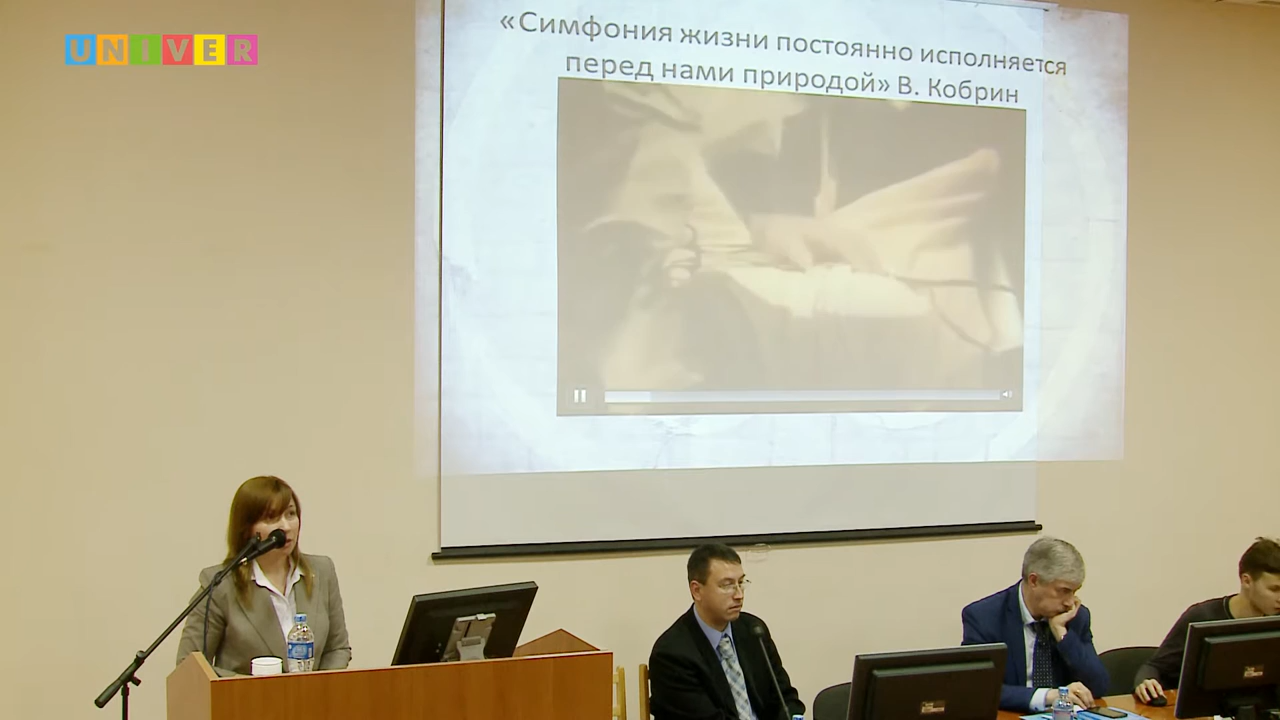 UNIVER
«Симфония жизни постоянно исполняется
перед нами природой» В. Кобрин